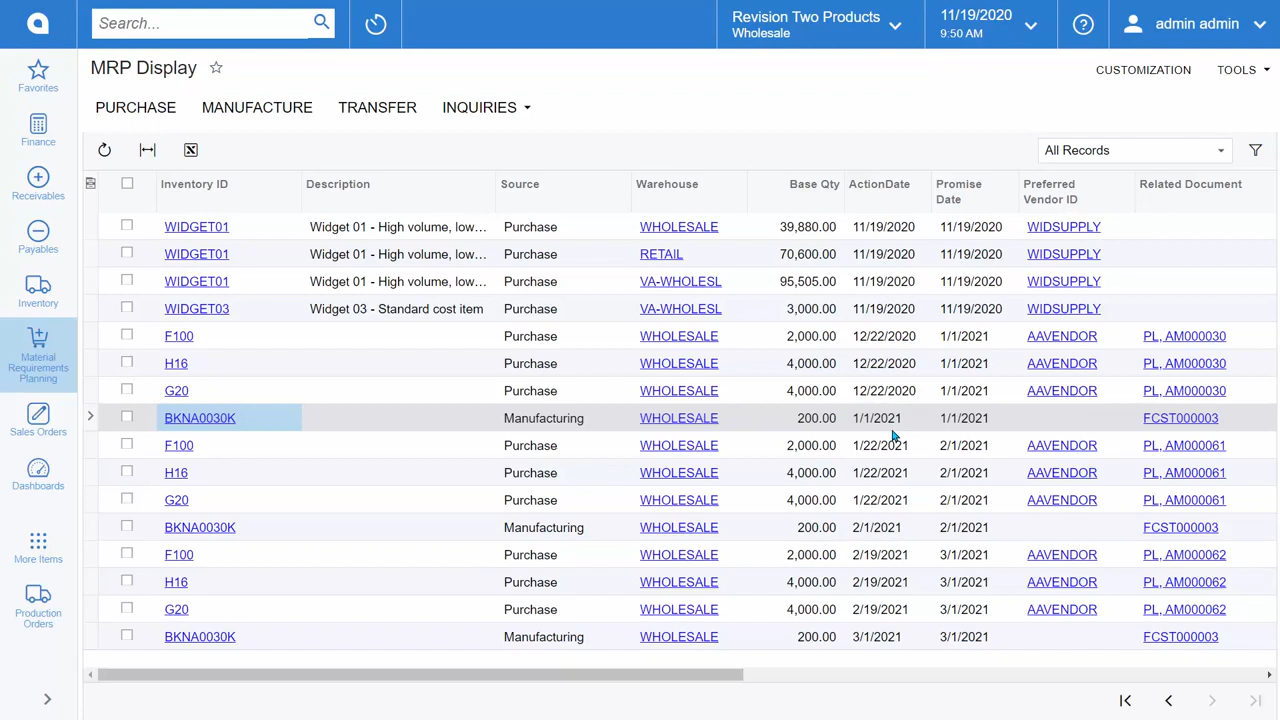 Search...
Revision Two Products
Wholesale
11/19/2020
9:50 AM
admin admin
Favorites
Finance
Receivables
Payables
Inventory
Material
Requirements
Planning
Sales Orders
Dashboards
More Items
Production
Orders
MRP Display
CUSTOMIZATION TOOLS
PURCHASE MANUFACTURE TRANSFER INQUIRIES
All Records
Inventory ID Description Source Warehouse Base Qty ActionDate Promise Date Preferred Vendor ID Related Document
WIDGET01 Widget 01 - High volume, low... Purchase WHOLESALE 39,880.00 11/19/2020 11/19/2020 WIDSUPPLY
WIDGET01 Widget 01 - High volume, low... Purchase RETAIL 70,600.00 11/19/2020 11/19/2020 WIDSUPPLY
WIDGET01 Widget 01 - High volume, low... Purchase VA-WHOLESL 95,505.00 11/19/2020 11/19/2020 WIDSUPPLY
WIDGET03 Widget 03 - Standard cost item Purchase VA-WHOLESL 3,000.00 11/19/2020 11/19/2020 WIDSUPPLY
F100 Purchase WHOLESALE 2,000.00 12/22/2020 1/1/2021 AAVENDOR PL, AM000030
H16 Purchase WHOLESALE 4,000.00 12/22/2020 1/1/2021 AAVENDOR PL, AM000030
G20 Purchase WHOLESALE 4,000.00 12/22/2020 1/1/2021 AAVENDOR PL, AM000030
BKNA0030K Manufacturing WHOLESALE 200.00 1/1/2021 1/1/2021 FCST000003
F100 Purchase WHOLESALE 2,000.00 1/22/2021 2/1/2021 AAVENDOR PL, AM000061
H16 Purchase WHOLESALE 4,000.00 1/22/2021 2/1/2021 AAVENDOR PL, AM000061
G20 Purchase WHOLESALE 4,000.00 1/22/2021 2/1/2021 AAVENDOR PL, AM000061
BKNA0030K Manufacturing WHOLESALE 200.00 2/1/2021 2/1/2021 FCST000003
F100 Purchase WHOLESALE 2,000.00 2/19/2021 3/1/2021 AAVENDOR PL, AM000062
H16 Purchase WHOLESALE 4,000.00 2/19/2021 3/1/2021 AAVENDOR PL, AM000062
G20 Purchase WHOLESALE 4,000.00 2/19/2021 3/1/2021 AAVENDOR PL, AM000062
BKNA0030K Manufacturing WHOLESALE 200.00 3/1/2021 3/1/2021 FCST000003